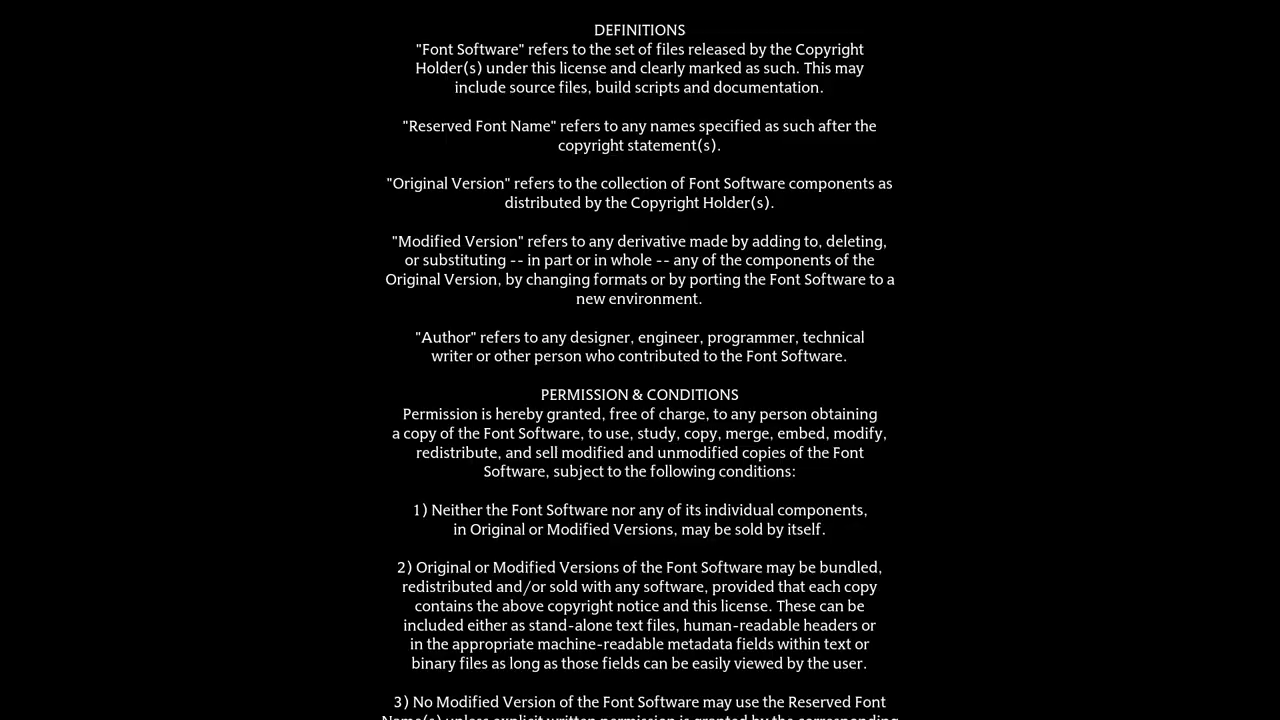 DEFINITIONS
"Font Software" refers to the set of files released by the Copyright
Holder(s) under this license and clearly marked as such. This may
include source files, build scripts and documentation.
"Reserved Font Name" refers to any names specified as such after the
copyright statement(s).
"Original Version" refers to the collection of Font Software components as
distributed by the Copyright Holder(s).
"Modified Version" refers to any derivative made by adding to, deleting,
or substituting -- in part or in whole -- any of the components of the
Original Version, by changing formats or by porting the Font Software to a
new environment.
"Author" refers to any designer, engineer, programmer, technical
writer or other person who contributed to the Font Software.
PERMISSION & CONDITIONS
Permission is hereby granted, free of charge, to any person obtaining
a copy of the Font Software, to use, study, copy, merge, embed, modify,
redistribute, and sell modified and unmodified copies of the Font
Software, subject to the following conditions:
1) Neither the Font Software nor any of its individual components,
in Original or Modified Versions, may be sold by itself.
2) Original or Modified Versions of the Font Software may be bundled,
redistributed and/or sold with any software, provided that each copy
contains the above copyright notice and this license. These can be
included either as stand-alone text files, human-readable headers or
in the appropriate machine-readable metadata fields within text or
binary files as long as those fields can be easily viewed by the user.
3) No Modified Version of the Font Software may use the Reserved Font
Name(s) unless explicit written permission is granted by the corresponding